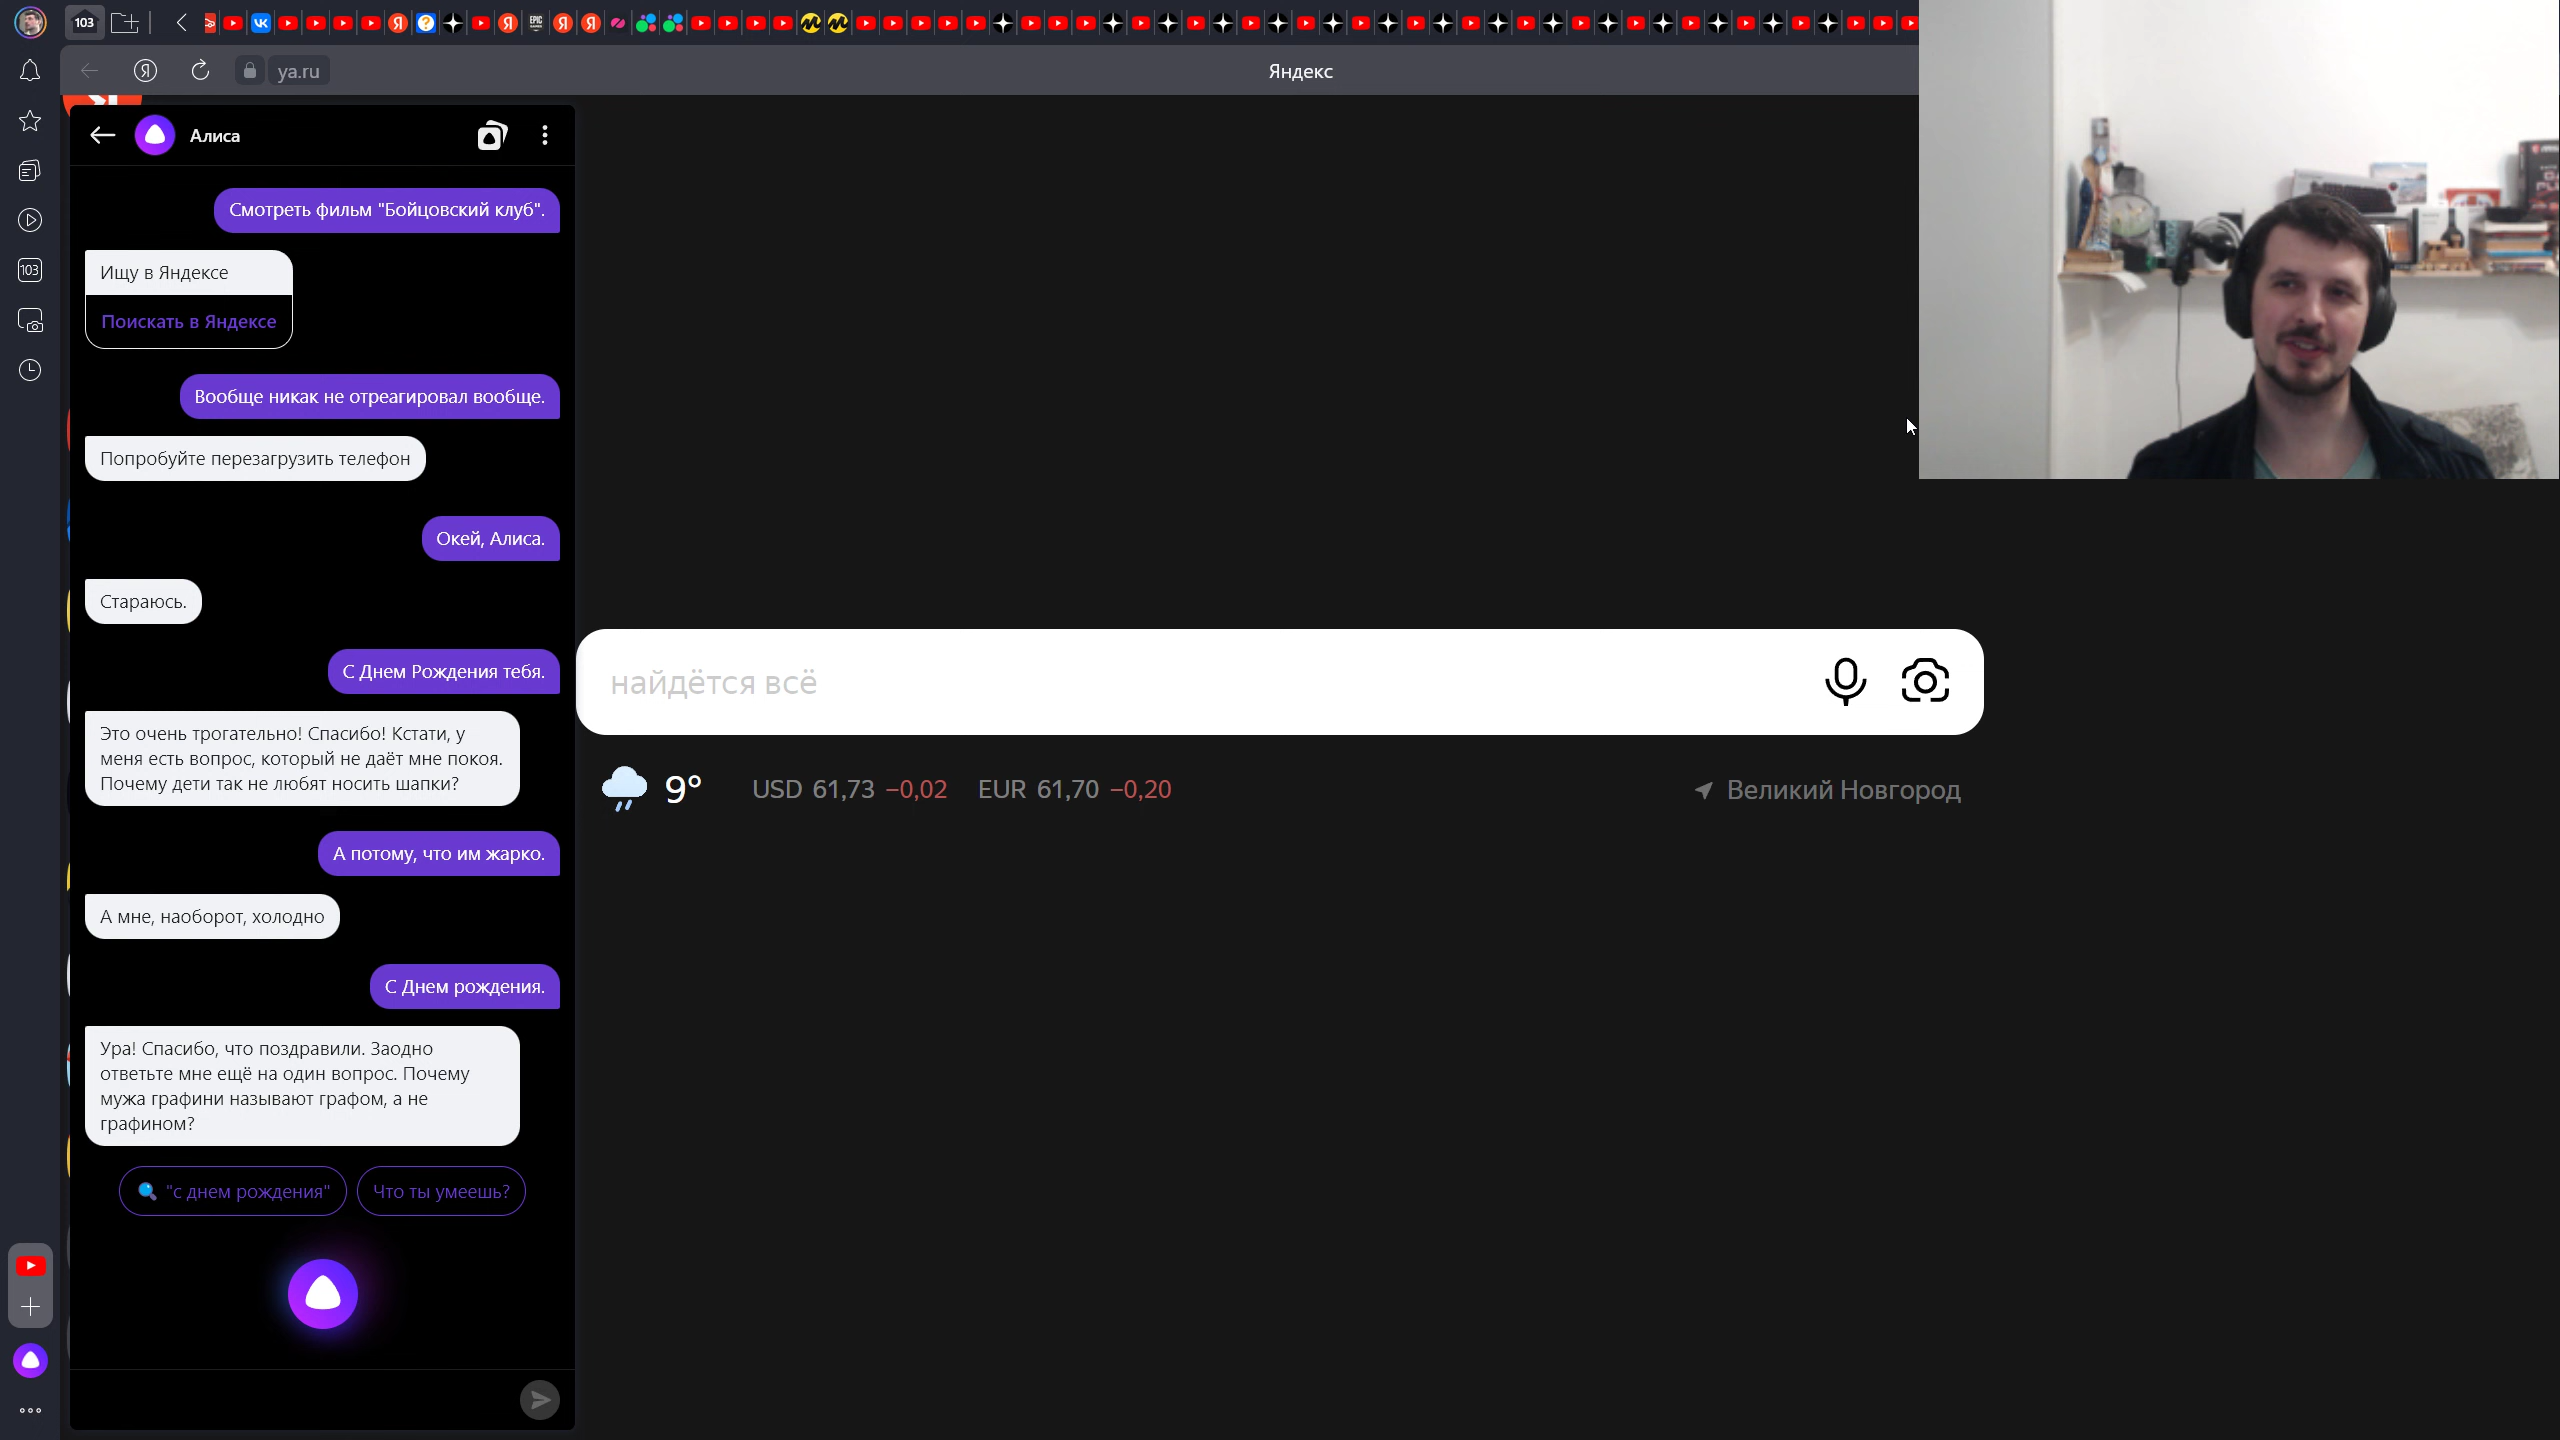 103
ya.ru
Яндекс
Алиса
Смотреть фильм "Бойцовский клуб".
Ищу в Яндексе
Поискать в Яндексе
Вообще никак не отреагировал вообще.
Попробуйте перезагрузить телефон
Окей, Алиса.
Стараюсь.
С Днем Рождения тебя.
Это очень трогательно! Спасибо! Кстати, у
меня есть вопрос, который не даёт мне покоя.
Почему дети так не любят носить шапки?
А потому, что им жарко.
А мне, наоборот, холодно
С Днем рождения.
Ура! Спасибо, что поздравили. Заодно
ответьте мне ещё на один вопрос. Почему
мужа графини называют графом, а не
графином?
"с днем рождения"
Что ты умеешь?
103
найдётся всё
9°
USD 61,73 −0,02 EUR 61,70 −0,20
Великий Новгород